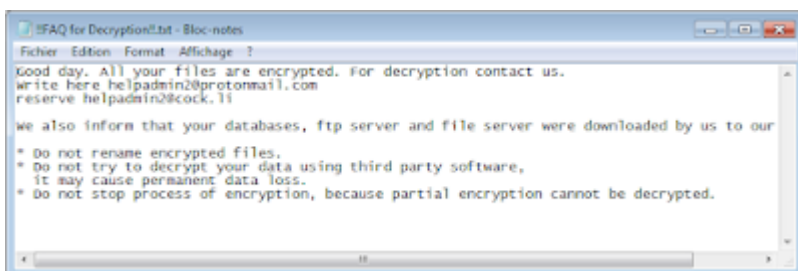 !!FAQ for Decryption!!.txt - Bloc-notes
Fichier Edition Format Affichage ?
Good day. All your files are encrypted. For decryption contact us.
Write here helpadmin2@protonmail.com
reserve helpadmin2@cock.li
We also inform that your databases, ftp server and file server were downloaded by us to our
* Do not rename encrypted files.
* Do not try to decrypt your data using third party software,
it may cause permanent data loss.
* Do not stop process of encryption, because partial encryption cannot be decrypted.